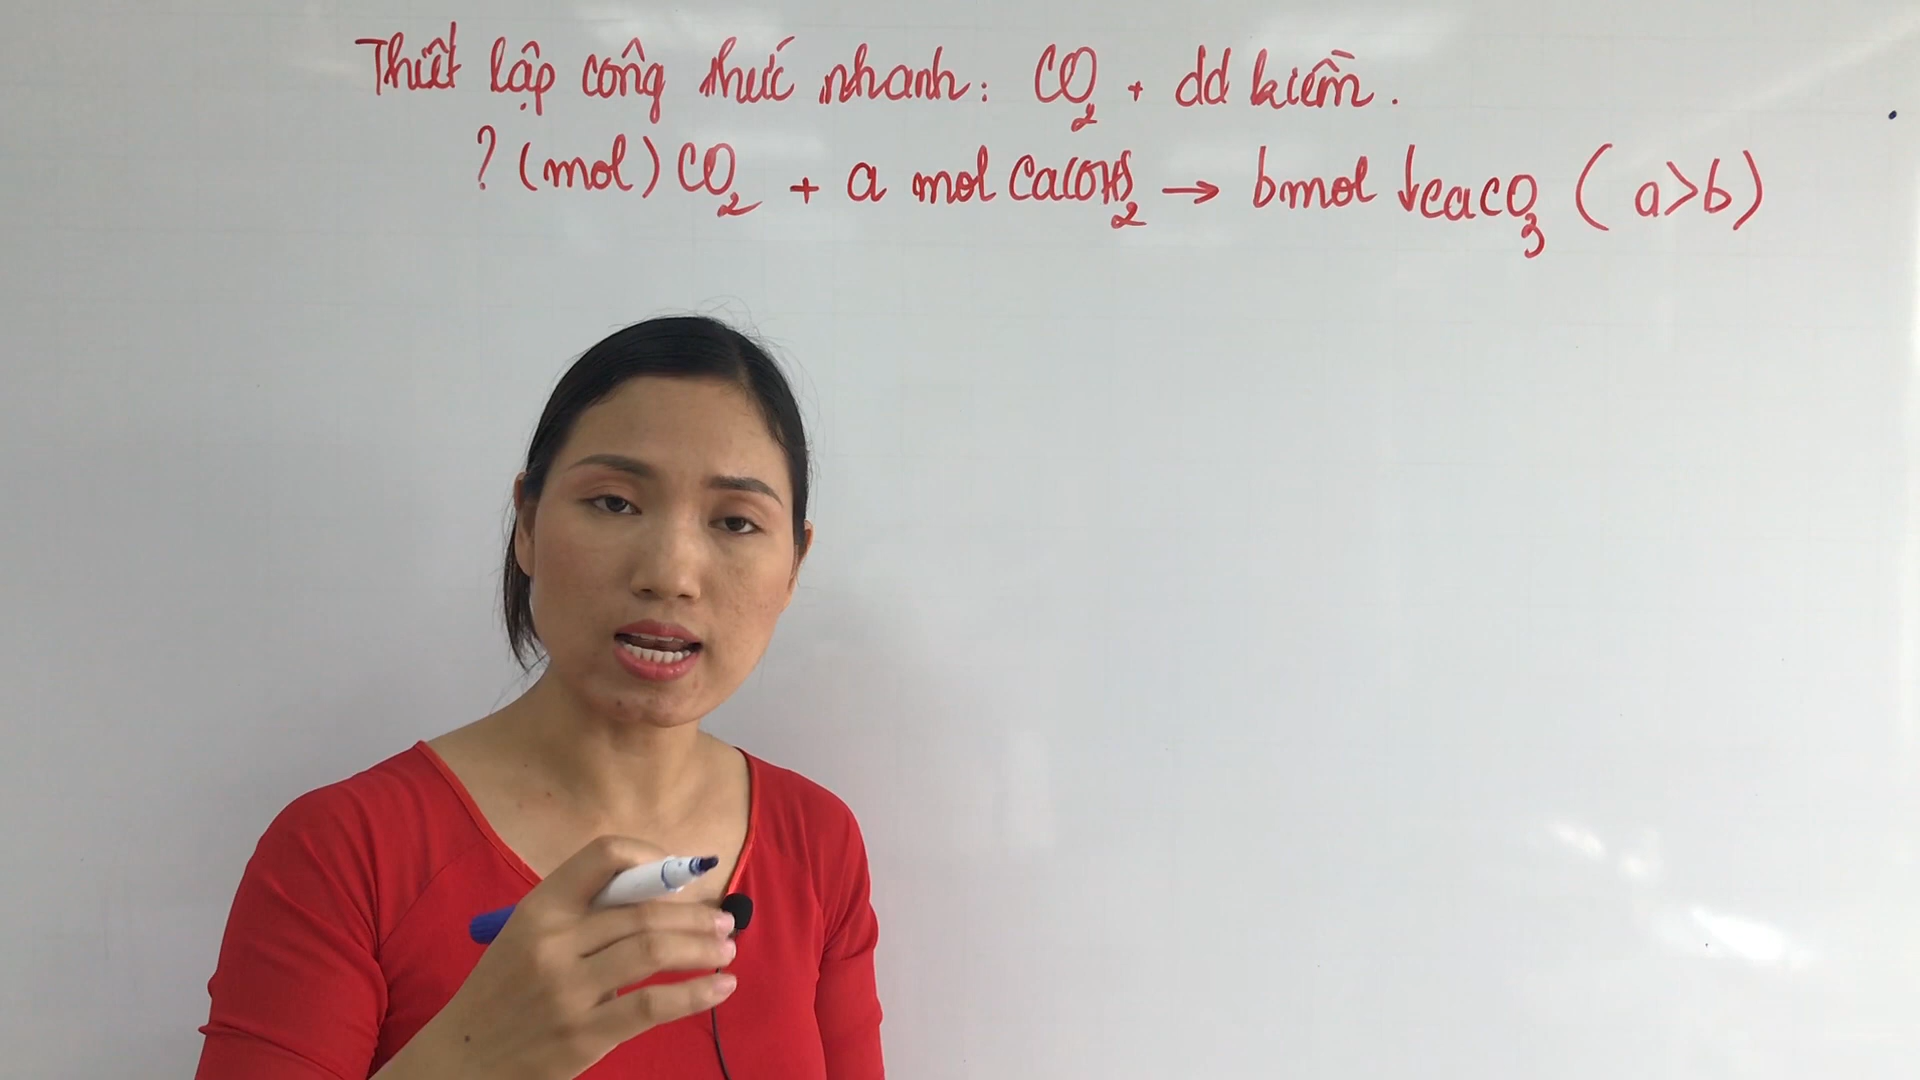 Thiết lập công thức nhanh: CO₂ + dd kiềm.
? (mol) CO₂ + a mol Ca(OH)₂ → b mol ↓CaCO₃ ( a>b)